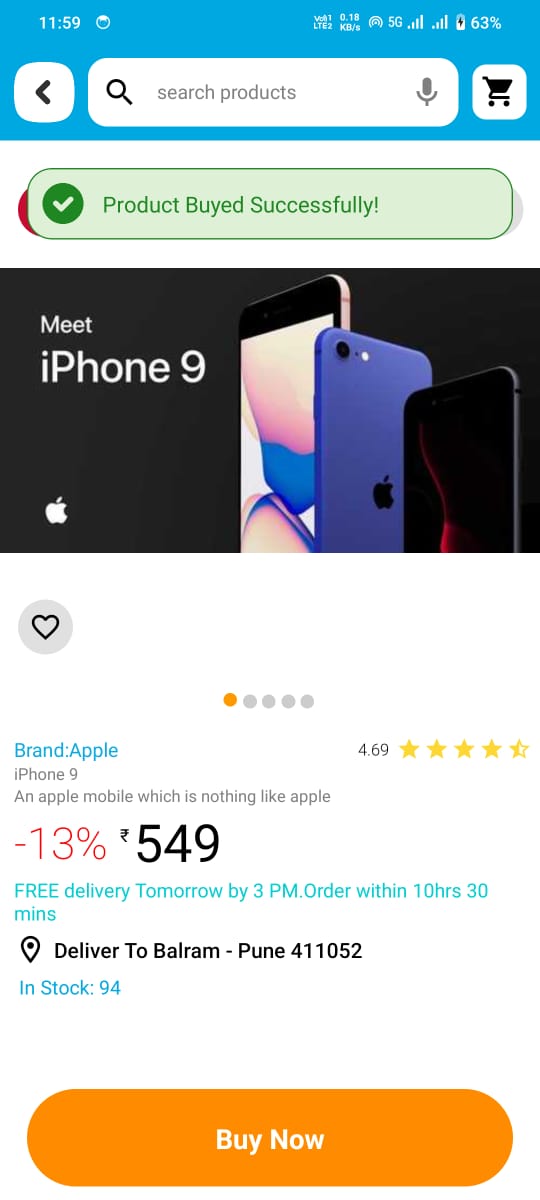 11:59 Vo1 LTE2 0.18 KB/s 5G 63%
search products
Product Buyed Successfully!
Meet
iPhone 9
Brand:Apple 4.69
iPhone 9
An apple mobile which is nothing like apple
-13% ₹549
FREE delivery Tomorrow by 3 PM.Order within 10hrs 30
mins
Deliver To Balram - Pune 411052
In Stock: 94
Buy Now